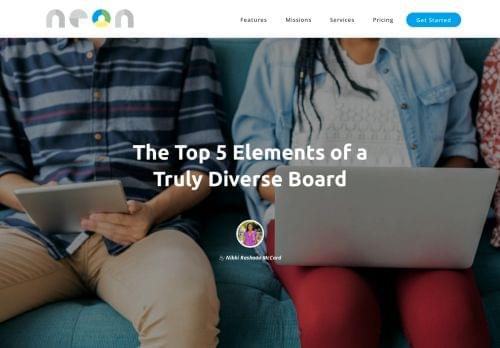 neon
Features Missions Services Pricing Get Started
The Top 5 Elements of a
Truly Diverse Board
by Nikki Rashada McCord